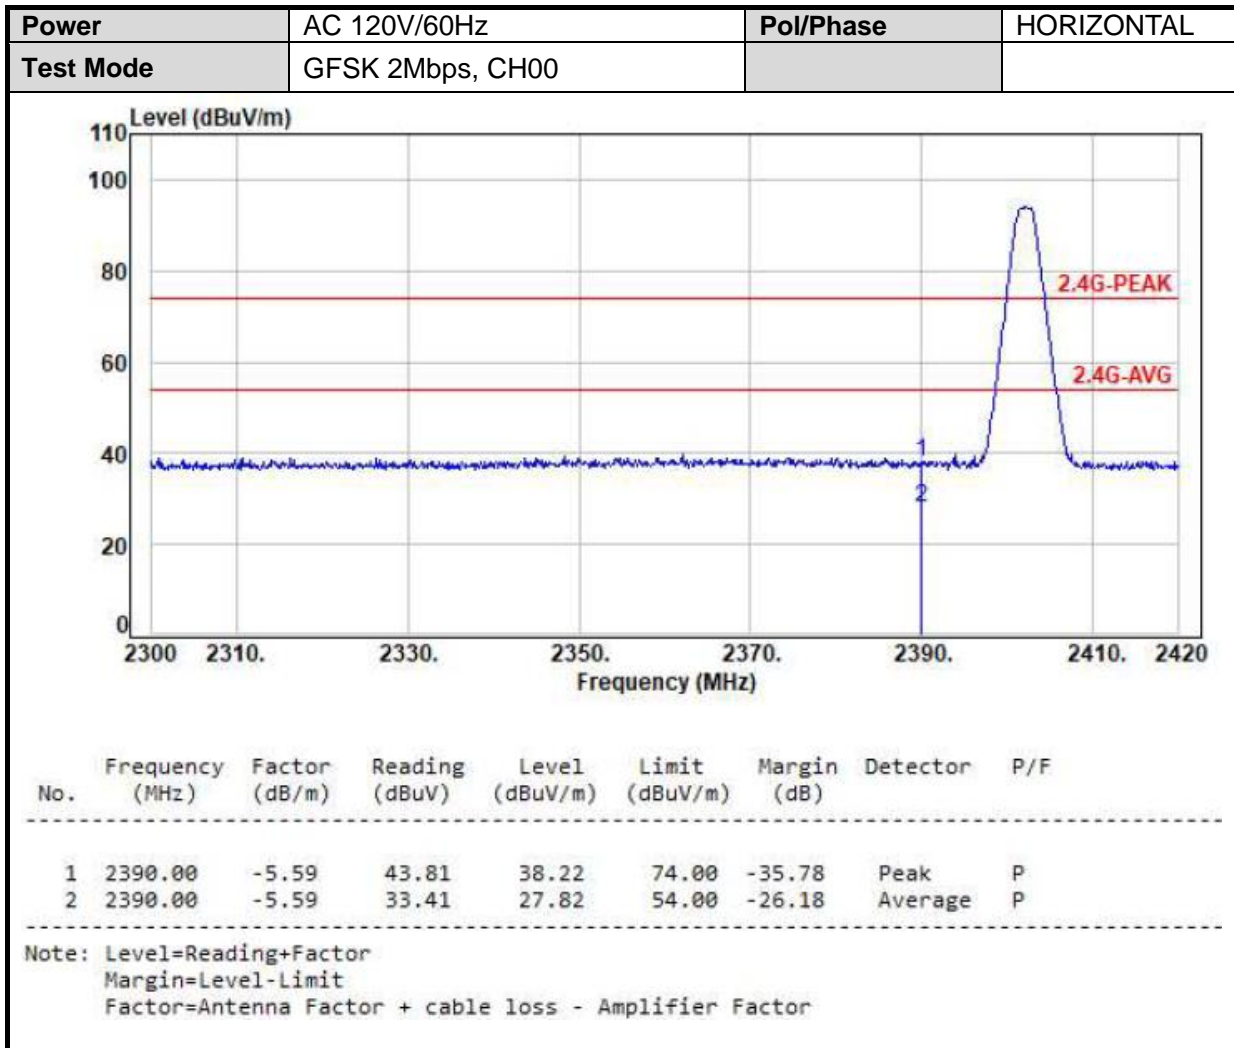 Power AC 120V/60Hz Pol/Phase HORIZONTAL
Test Mode GFSK 2Mbps, CH00
Level (dBuV/m)
110
100
80
2.4G-PEAK
60
2.4G-AVG
40
1
2
20
0
2300 2310. 2330. 2350. 2370. 2390. 2410. 2420
Frequency (MHz)
Frequency Factor Reading Level Limit Margin Detector P/F
No. (MHz) (dB/m) (dBuV) (dBuV/m) (dBuV/m) (dB)
1 2390.00 -5.59 43.81 38.22 74.00 -35.78 Peak P
2 2390.00 -5.59 33.41 27.82 54.00 -26.18 Average P
Note: Level=Reading+Factor
Margin=Level-Limit
Factor=Antenna Factor + cable loss - Amplifier Factor